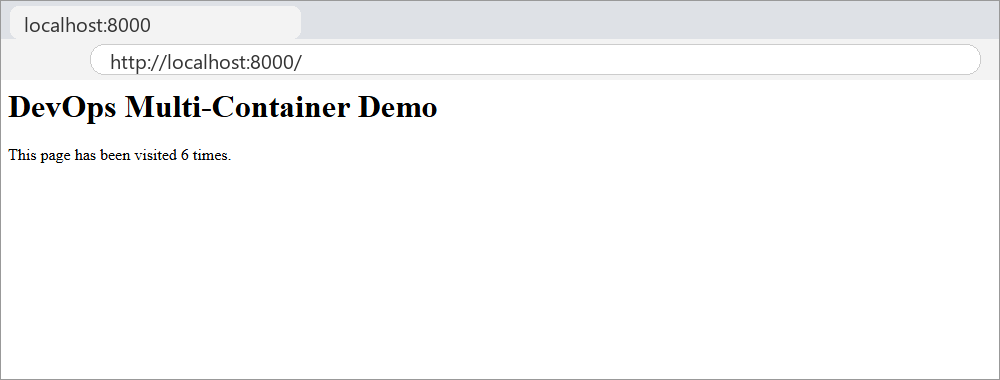 localhost:8000
http://localhost:8000/
DevOps Multi-Container Demo
This page has been visited 6 times.